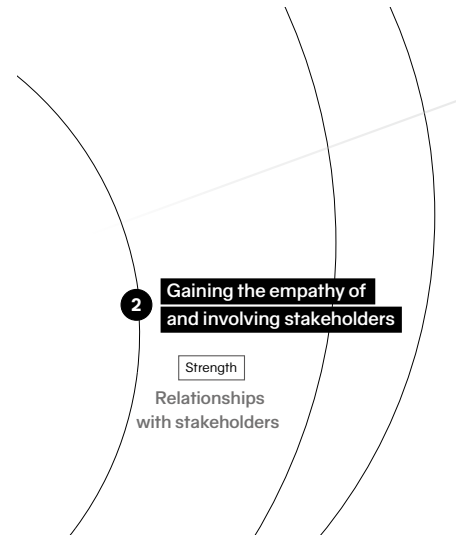 2
Gaining the empathy of
and involving stakeholders
Strength
Relationships
with stakeholders